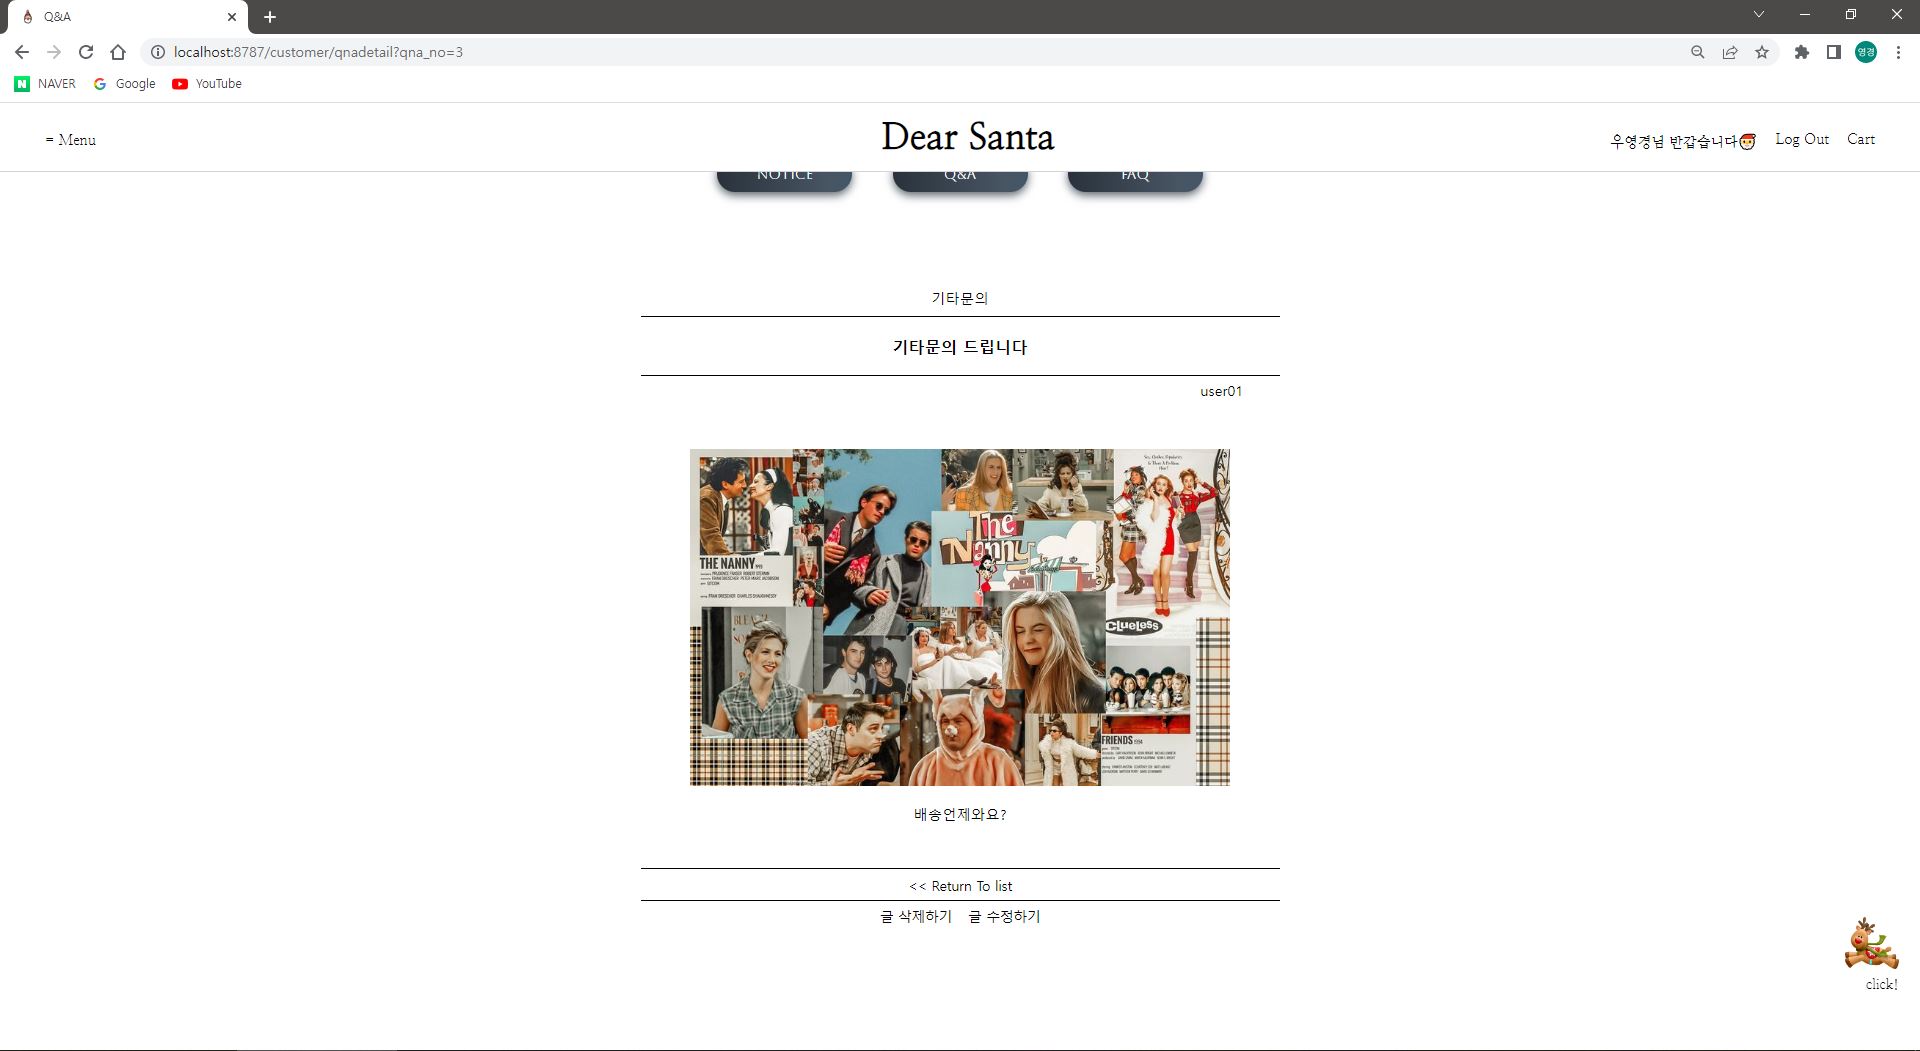 Q&A
localhost:8787/customer/qnadetail?qna_no=3
영경
NAVER Google YouTube
= Menu
Dear Santa
우영경님 반갑습니다 Log Out Cart
NOTICE Q&A FAQ
기타문의
기타문의 드립니다
user01
The Nanny
THE NANNY
CLUELESS
FRIENDS 1994
배송언제와요?
<< Return To list
글 삭제하기 글 수정하기
click!